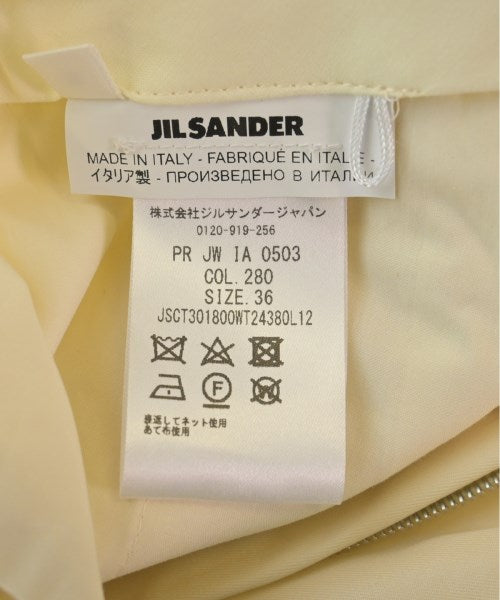 JIL SANDER
MADE IN ITALY - FABRIQUÉ EN ITALIE -
イタリア製 - ПРОИЗВЕДЕНО В ИТАЛИИ
株式会社ジルサンダージャパン
0120-919-256
PR JW IA 0503
COL. 280
SIZE. 36
JSCT301800WT24380L12
F W
裏返してネット使用
あて布使用